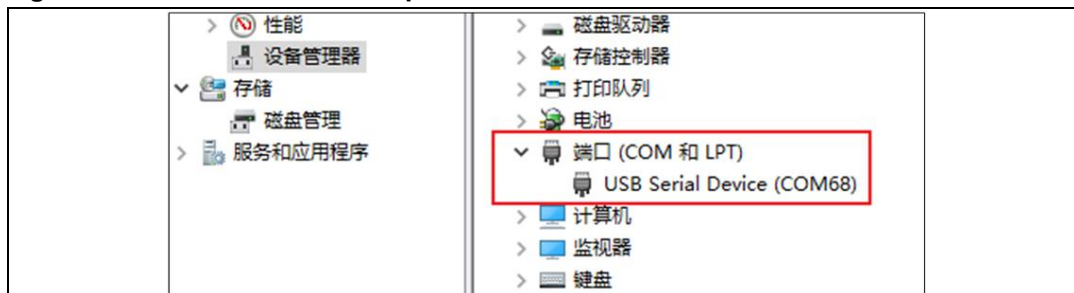 性能
设备管理器
存储
磁盘管理
服务和应用程序
磁盘驱动器
存储控制器
打印队列
电池
端口 (COM 和 LPT)
USB Serial Device (COM68)
计算机
监视器
键盘